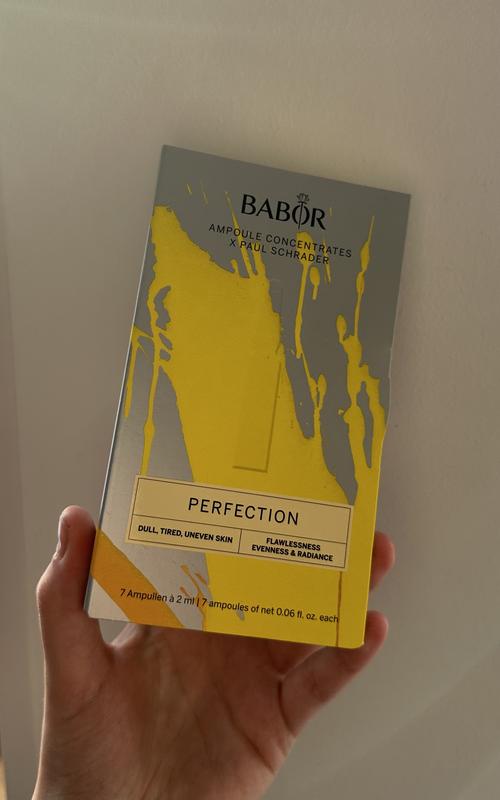 BABOR
AMPOULE CONCENTRATES
X PAUL SCHRADER
PERFECTION
DULL, TIRED, UNEVEN SKIN
FLAWLESSNESS
EVENNESS & RADIANCE
7 Ampullen à 2 ml | 7 ampoules of net 0.06 fl. oz. each